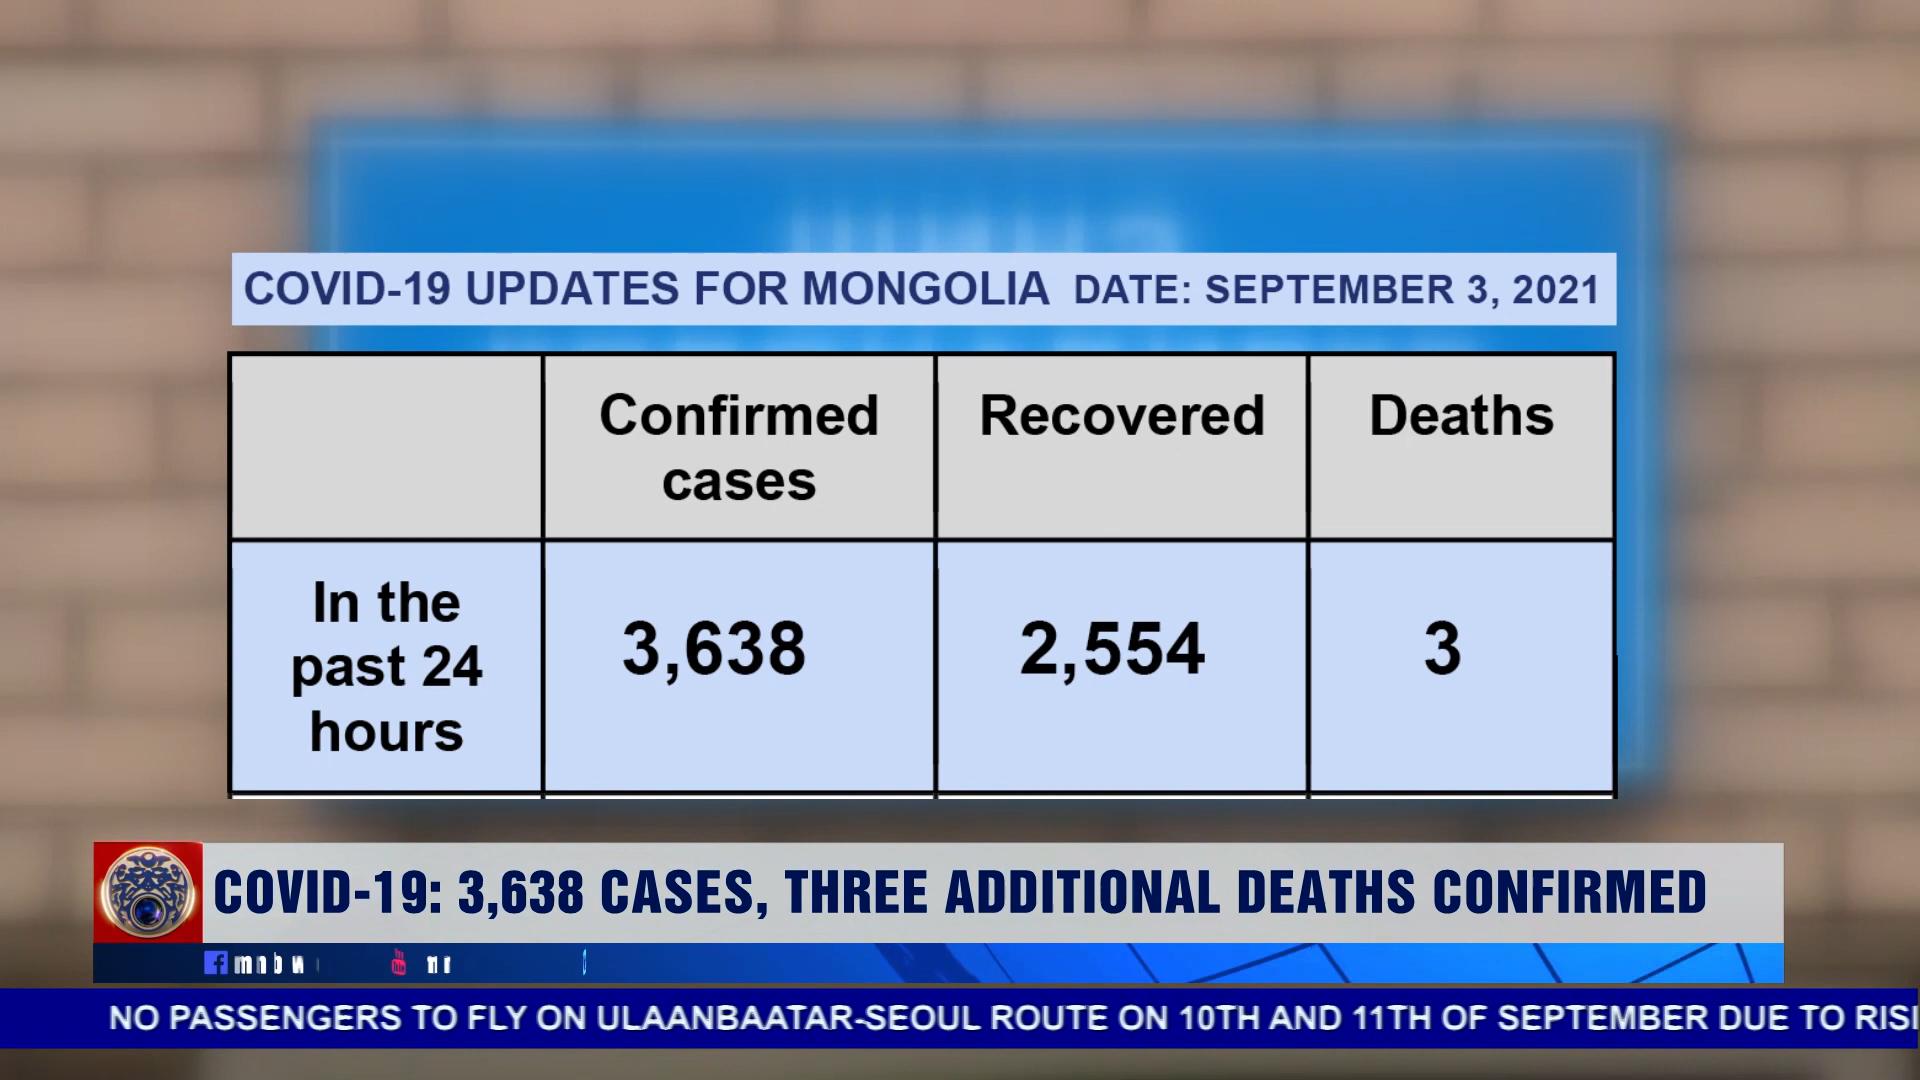 COVID-19 UPDATES FOR MONGOLIA DATE: SEPTEMBER 3, 2021
Confirmed cases
Recovered
Deaths
In the past 24 hours
3,638
2,554
3
COVID-19: 3,638 CASES, THREE ADDITIONAL DEATHS CONFIRMED
NO PASSENGERS TO FLY ON ULAANBAATAR-SEOUL ROUTE ON 10TH AND 11TH OF SEPTEMBER DUE TO RISI